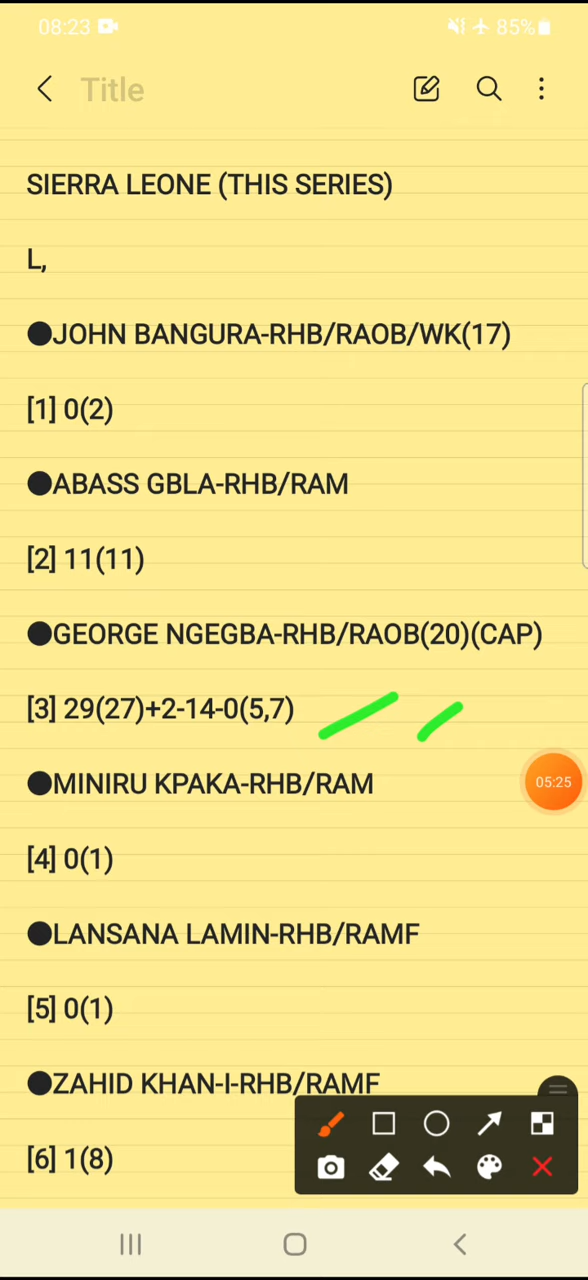 08:23 85%
Title
SIERRA LEONE (THIS SERIES)
L,
●JOHN BANGURA-RHB/RAOB/WK(17)
[1] 0(2)
●ABASS GBLA-RHB/RAM
[2] 11(11)
●GEORGE NGEGBA-RHB/RAOB(20)(CAP)
[3] 29(27)+2-14-0(5,7)
●MINIRU KPAKA-RHB/RAM
05:25
[4] 0(1)
●LANSANA LAMIN-RHB/RAMF
[5] 0(1)
●ZAHID KHAN-I-RHB/RAMF
[6] 1(8)